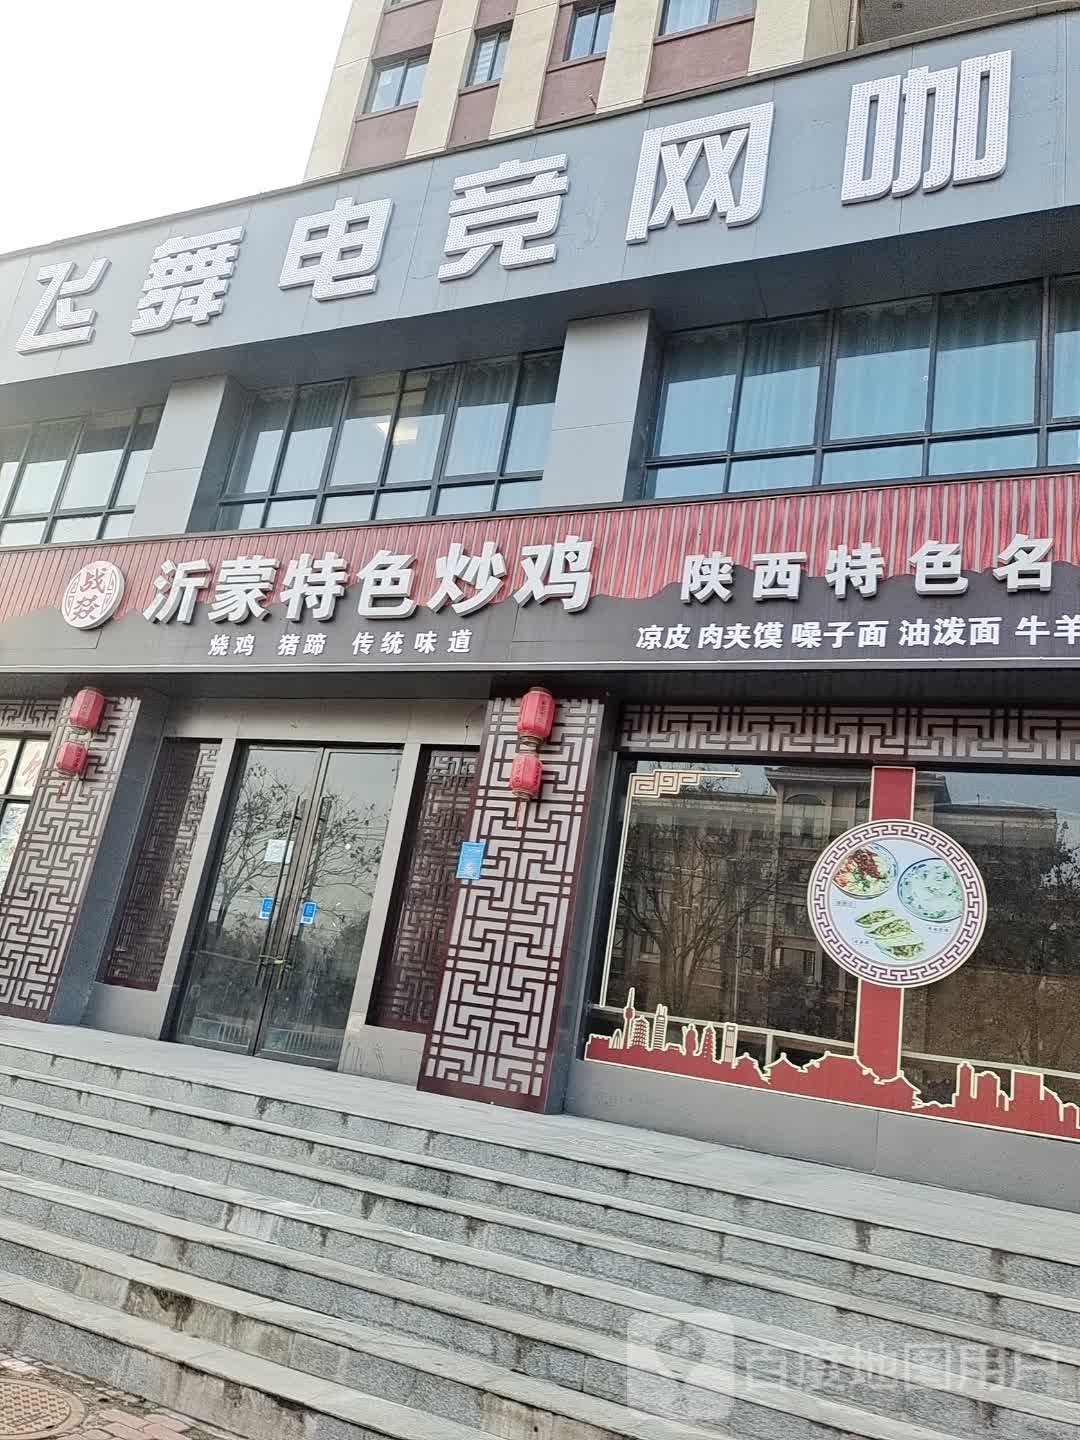 飞舞电竞网咖
沂蒙特色炒鸡
烧鸡 猪蹄 传统味道
陕西特色名
凉皮 肉夹馍 噪子面 油泼面 牛羊
百度地图用户